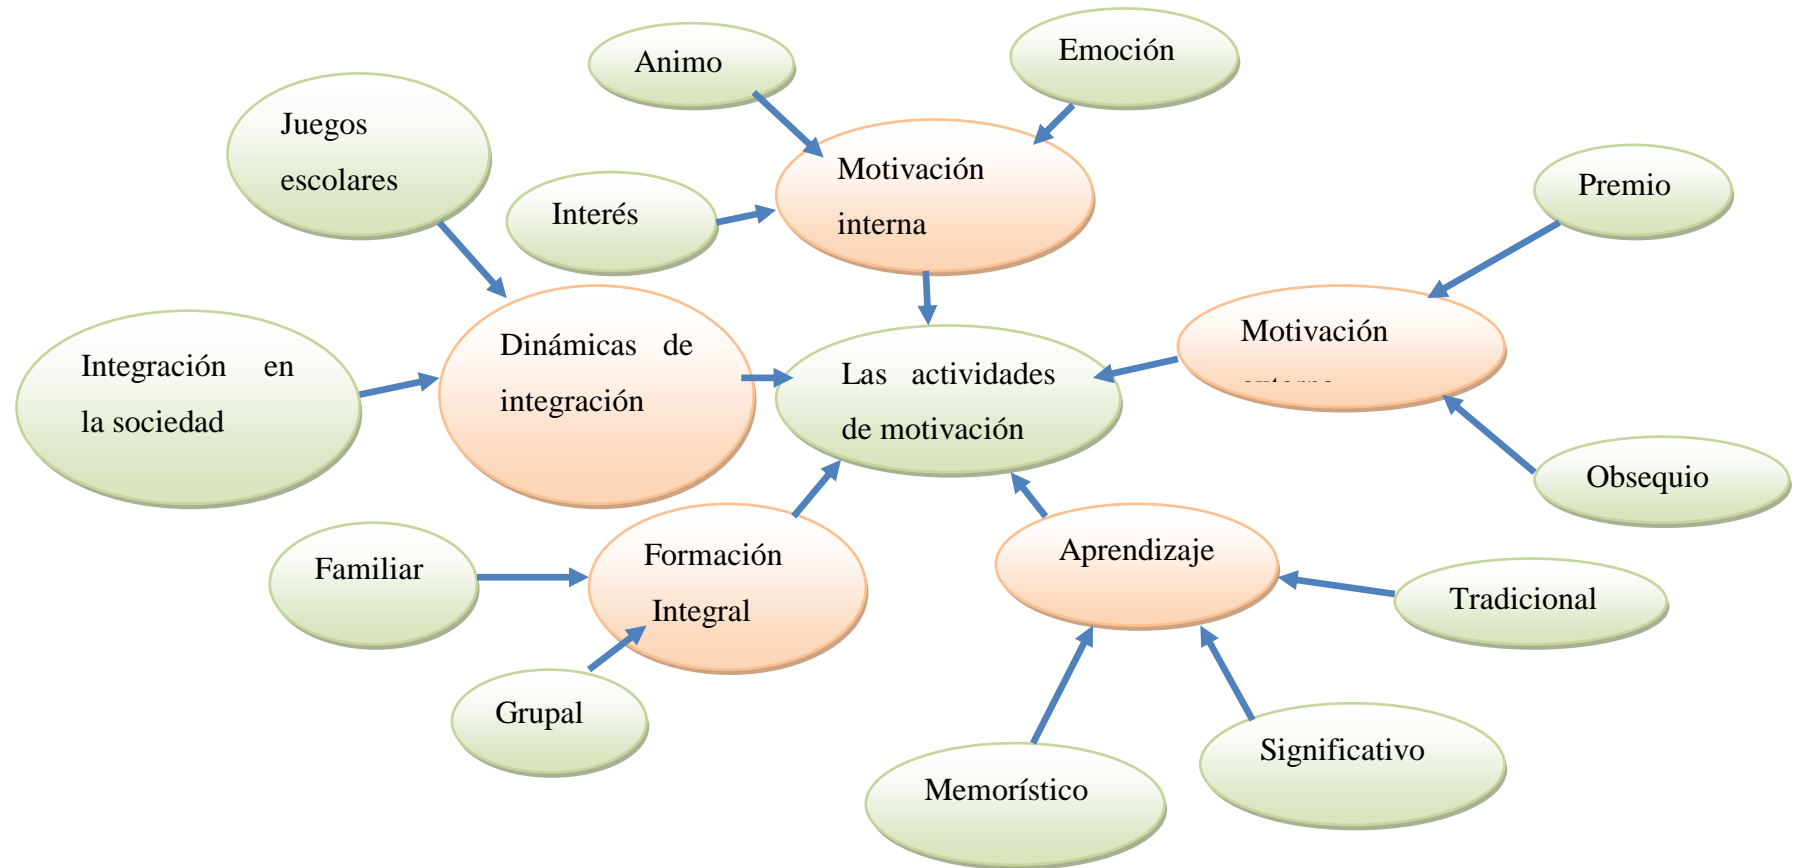 Animo
Emoción
Juegos
escolares
Motivación
interna
Interés
Premio
Integración en
la sociedad
Dinámicas de
integración
Las actividades
de motivación
Motivación
Obsequio
Familiar
Formación
Integral
Aprendizaje
Tradicional
Grupal
Significativo
Memorístico